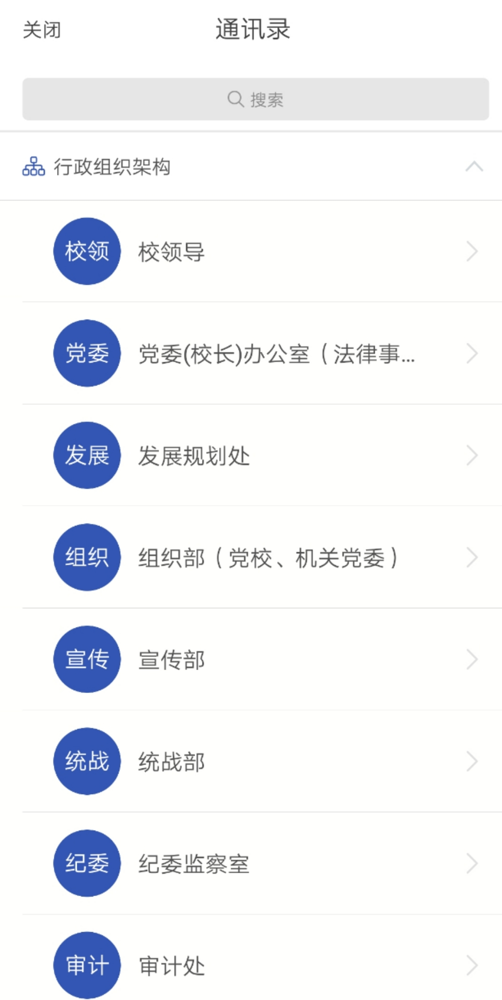 关闭
通讯录
搜索
行政组织架构
校领
校领导
党委
党委(校长)办公室（法律事...
发展
发展规划处
组织
组织部（党校、机关党委）
宣传
宣传部
统战
统战部
纪委
纪委监察室
审计
审计处